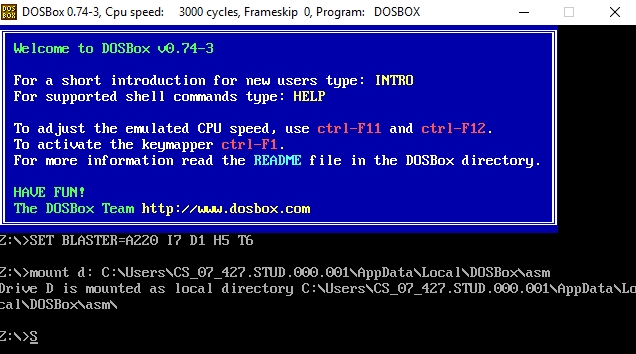 DOSBox 0.74-3, Cpu speed: 3000 cycles, Frameskip 0, Program: DOSBOX
Welcome to DOSBox v0.74-3
For a short introduction for new users type: INTRO
For supported shell commands type: HELP
To adjust the emulated CPU speed, use ctrl-F11 and ctrl-F12.
To activate the keymapper ctrl-F1.
For more information read the README file in the DOSBox directory.
HAVE FUN!
The DOSBox Team http://www.dosbox.com
Z:\>SET BLASTER=A220 I7 D1 H5 T6
Z:\>mount d: C:\Users\CS_07_427.STUD.000.001\AppData\Local\DOSBox\asm
Drive D is mounted as local directory C:\Users\CS_07_427.STUD.000.001\AppData\Lo
cal\DOSBox\asm\
Z:\>S